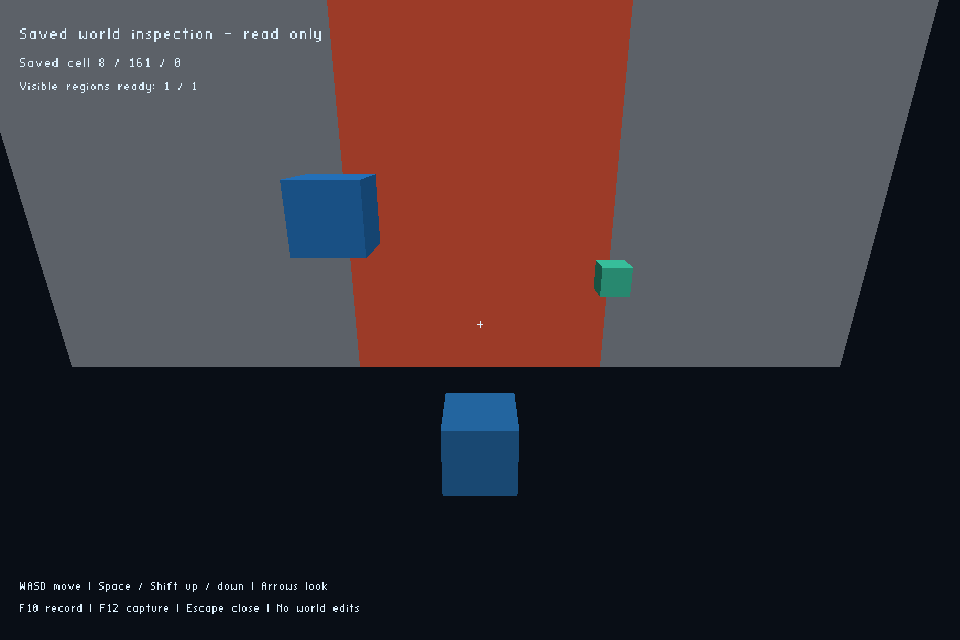 Saved world inspection - read only
Saved cell 8 / 161 / 0
Visible regions ready: 1 / 1
WASD move | Space / Shift up / down | Arrows look
F10 record | F12 capture | Escape close | No world edits